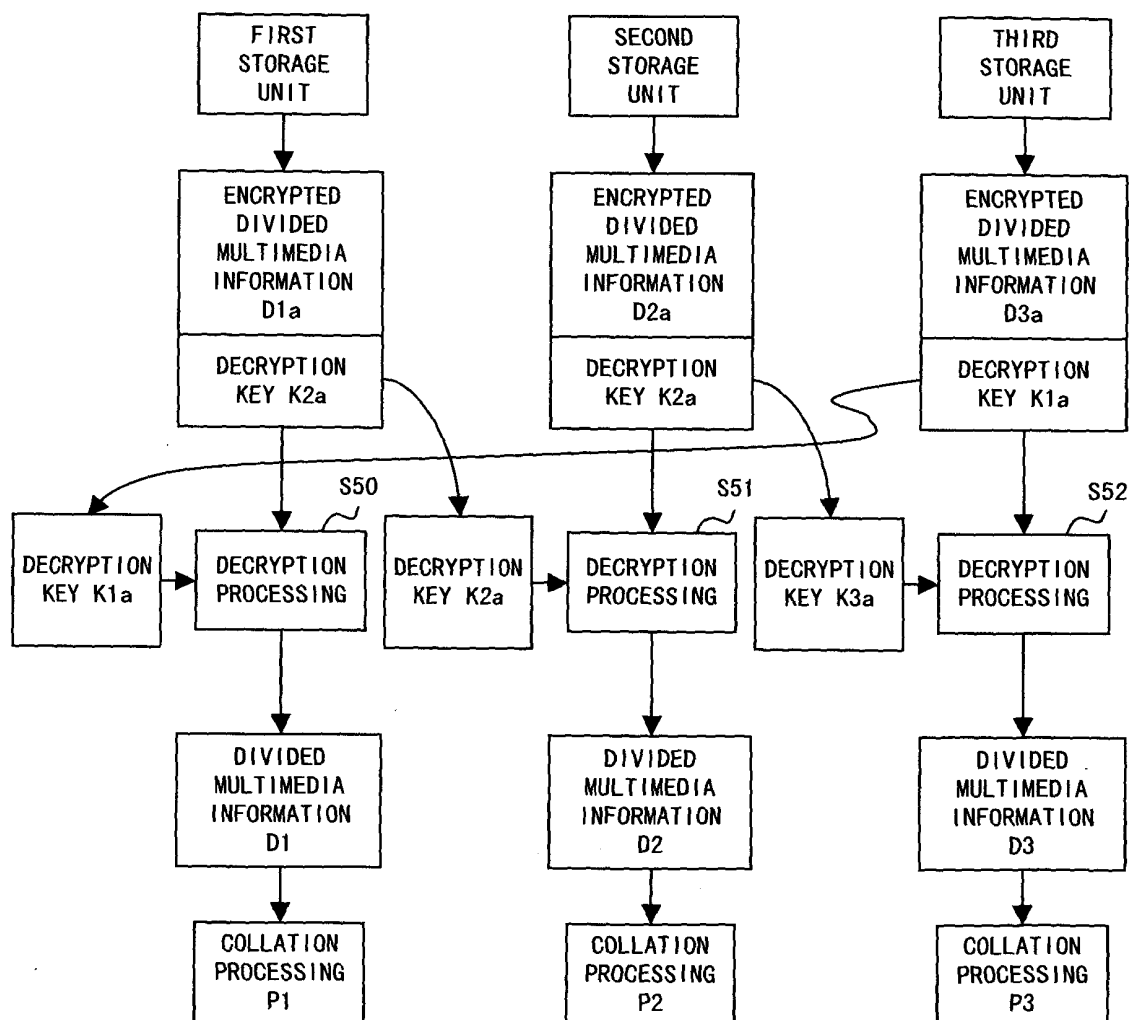 FIRST
STORAGE
UNIT
SECOND
STORAGE
UNIT
THIRD
STORAGE
UNIT
ENCRYPTED
DIVIDED
MULTIMEDIA
INFORMATION
D1a
ENCRYPTED
DIVIDED
MULTIMEDIA
INFORMATION
D2a
ENCRYPTED
DIVIDED
MULTIMEDIA
INFORMATION
D3a
DECRYPTION
KEY K2a
DECRYPTION
KEY K2a
DECRYPTION
KEY K1a
S50
S51
S52
DECRYPTION
KEY K1a
DECRYPTION
PROCESSING
DECRYPTION
KEY K2a
DECRYPTION
PROCESSING
DECRYPTION
KEY K3a
DECRYPTION
PROCESSING
DIVIDED
MULTIMEDIA
INFORMATION
D1
DIVIDED
MULTIMEDIA
INFORMATION
D2
DIVIDED
MULTIMEDIA
INFORMATION
D3
COLLATION
PROCESSING
P1
COLLATION
PROCESSING
P2
COLLATION
PROCESSING
P3